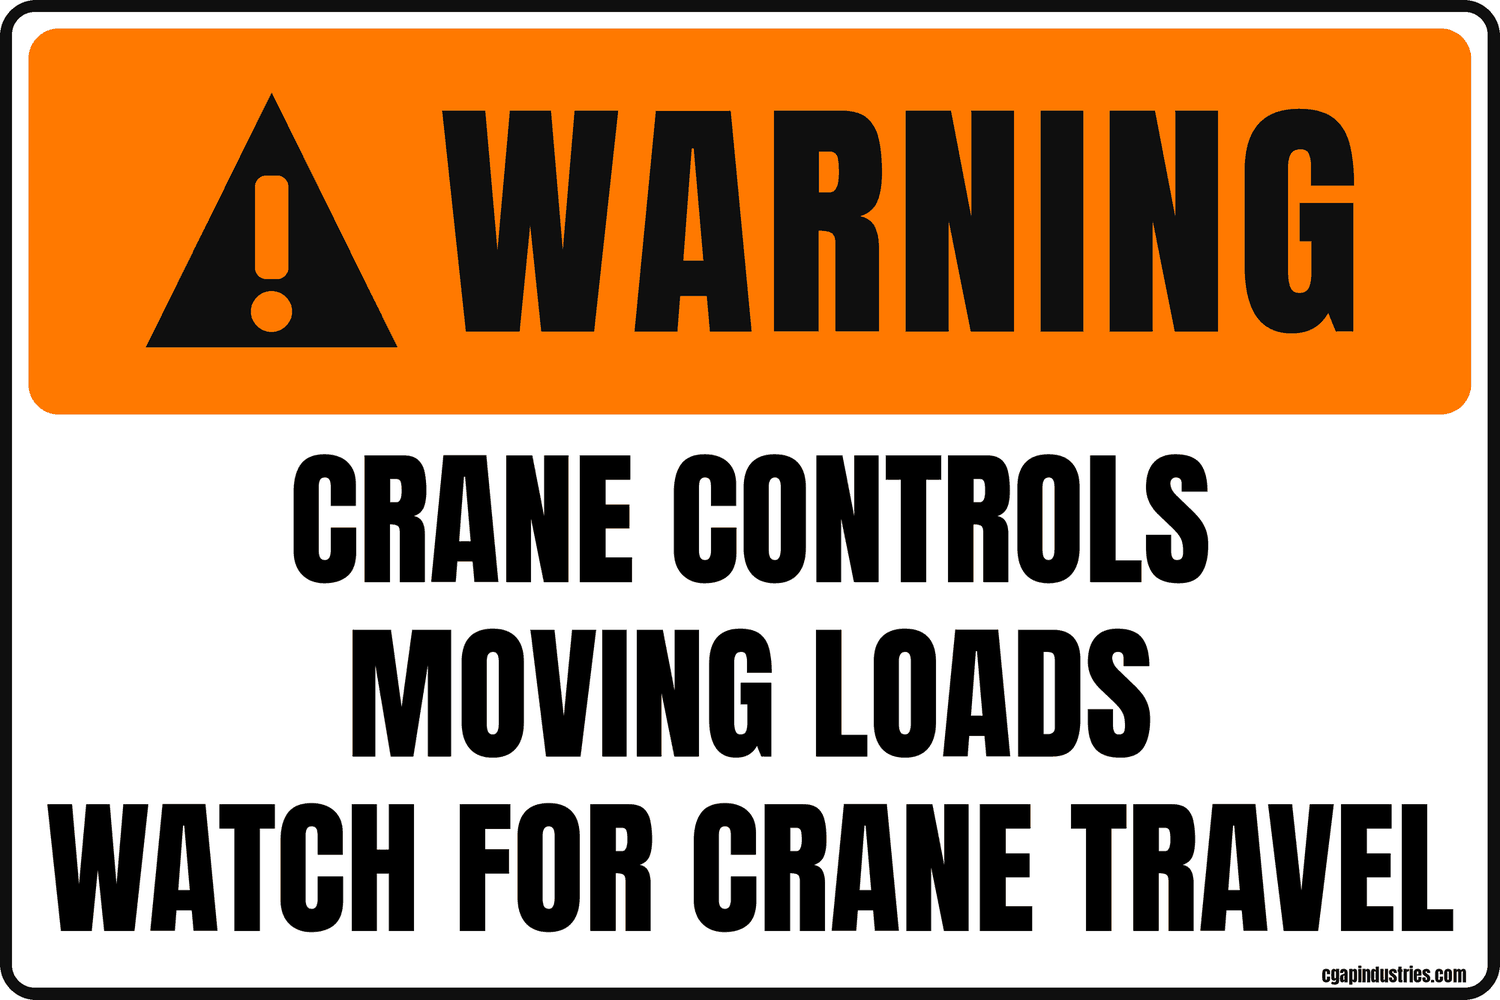 WARNING
CRANE CONTROLS
MOVING LOADS
WATCH FOR CRANE TRAVEL
cgapindustries.com